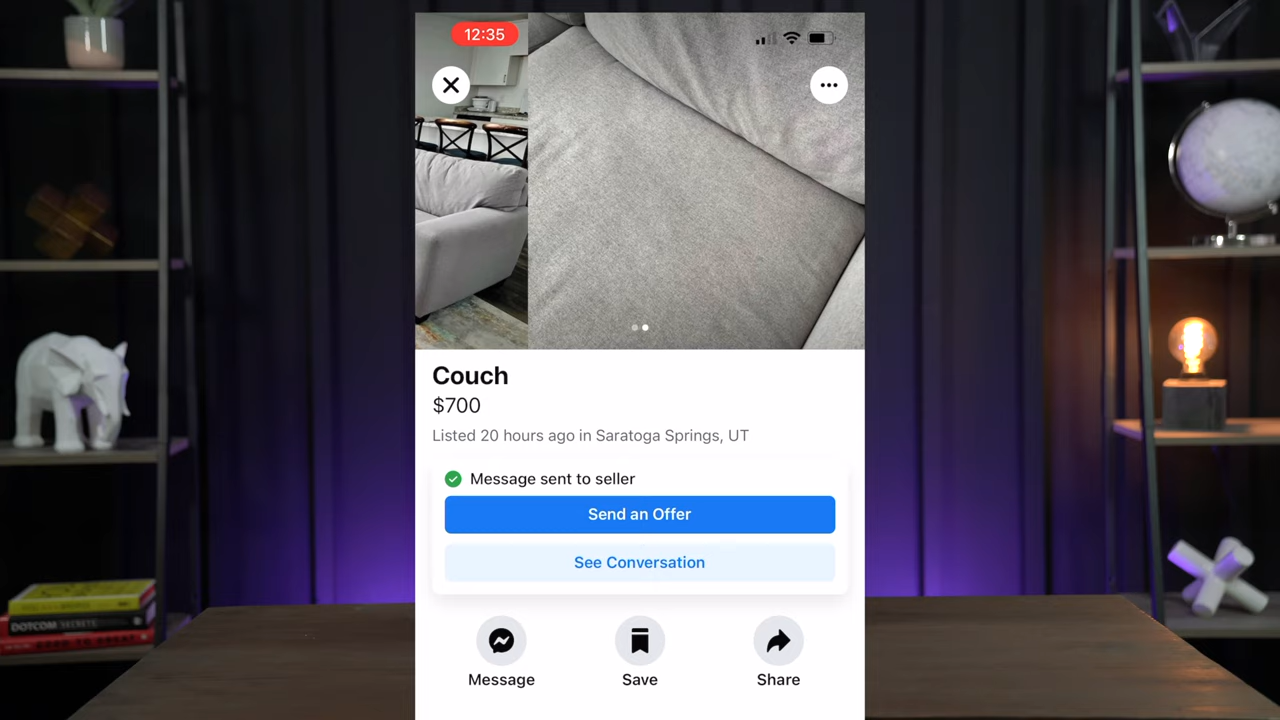 12:35
Couch
$700
Listed 20 hours ago in Saratoga Springs, UT
Message sent to seller
Send an Offer
See Conversation
Message
Save
Share
DOTCOM SECRETS